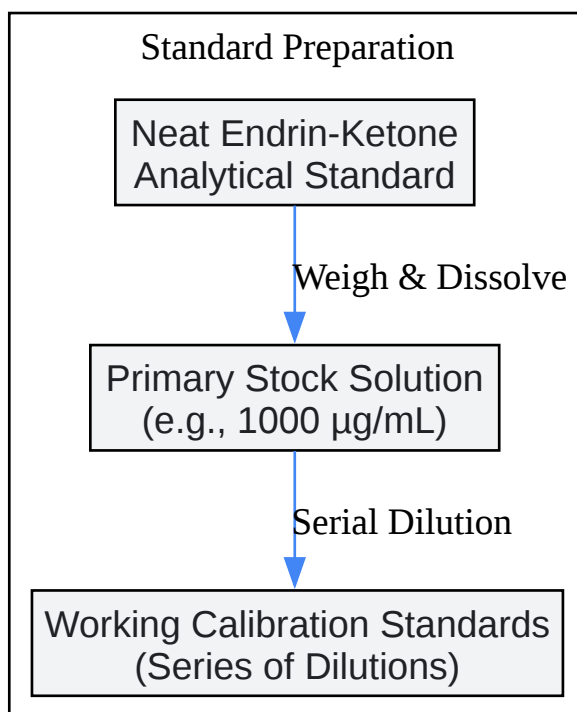 Standard Preparation
Neat Endrin-Ketone
Analytical Standard
Weigh & Dissolve
Primary Stock Solution
(e.g., 1000 µg/mL)
Serial Dilution
Working Calibration Standards
(Series of Dilutions)